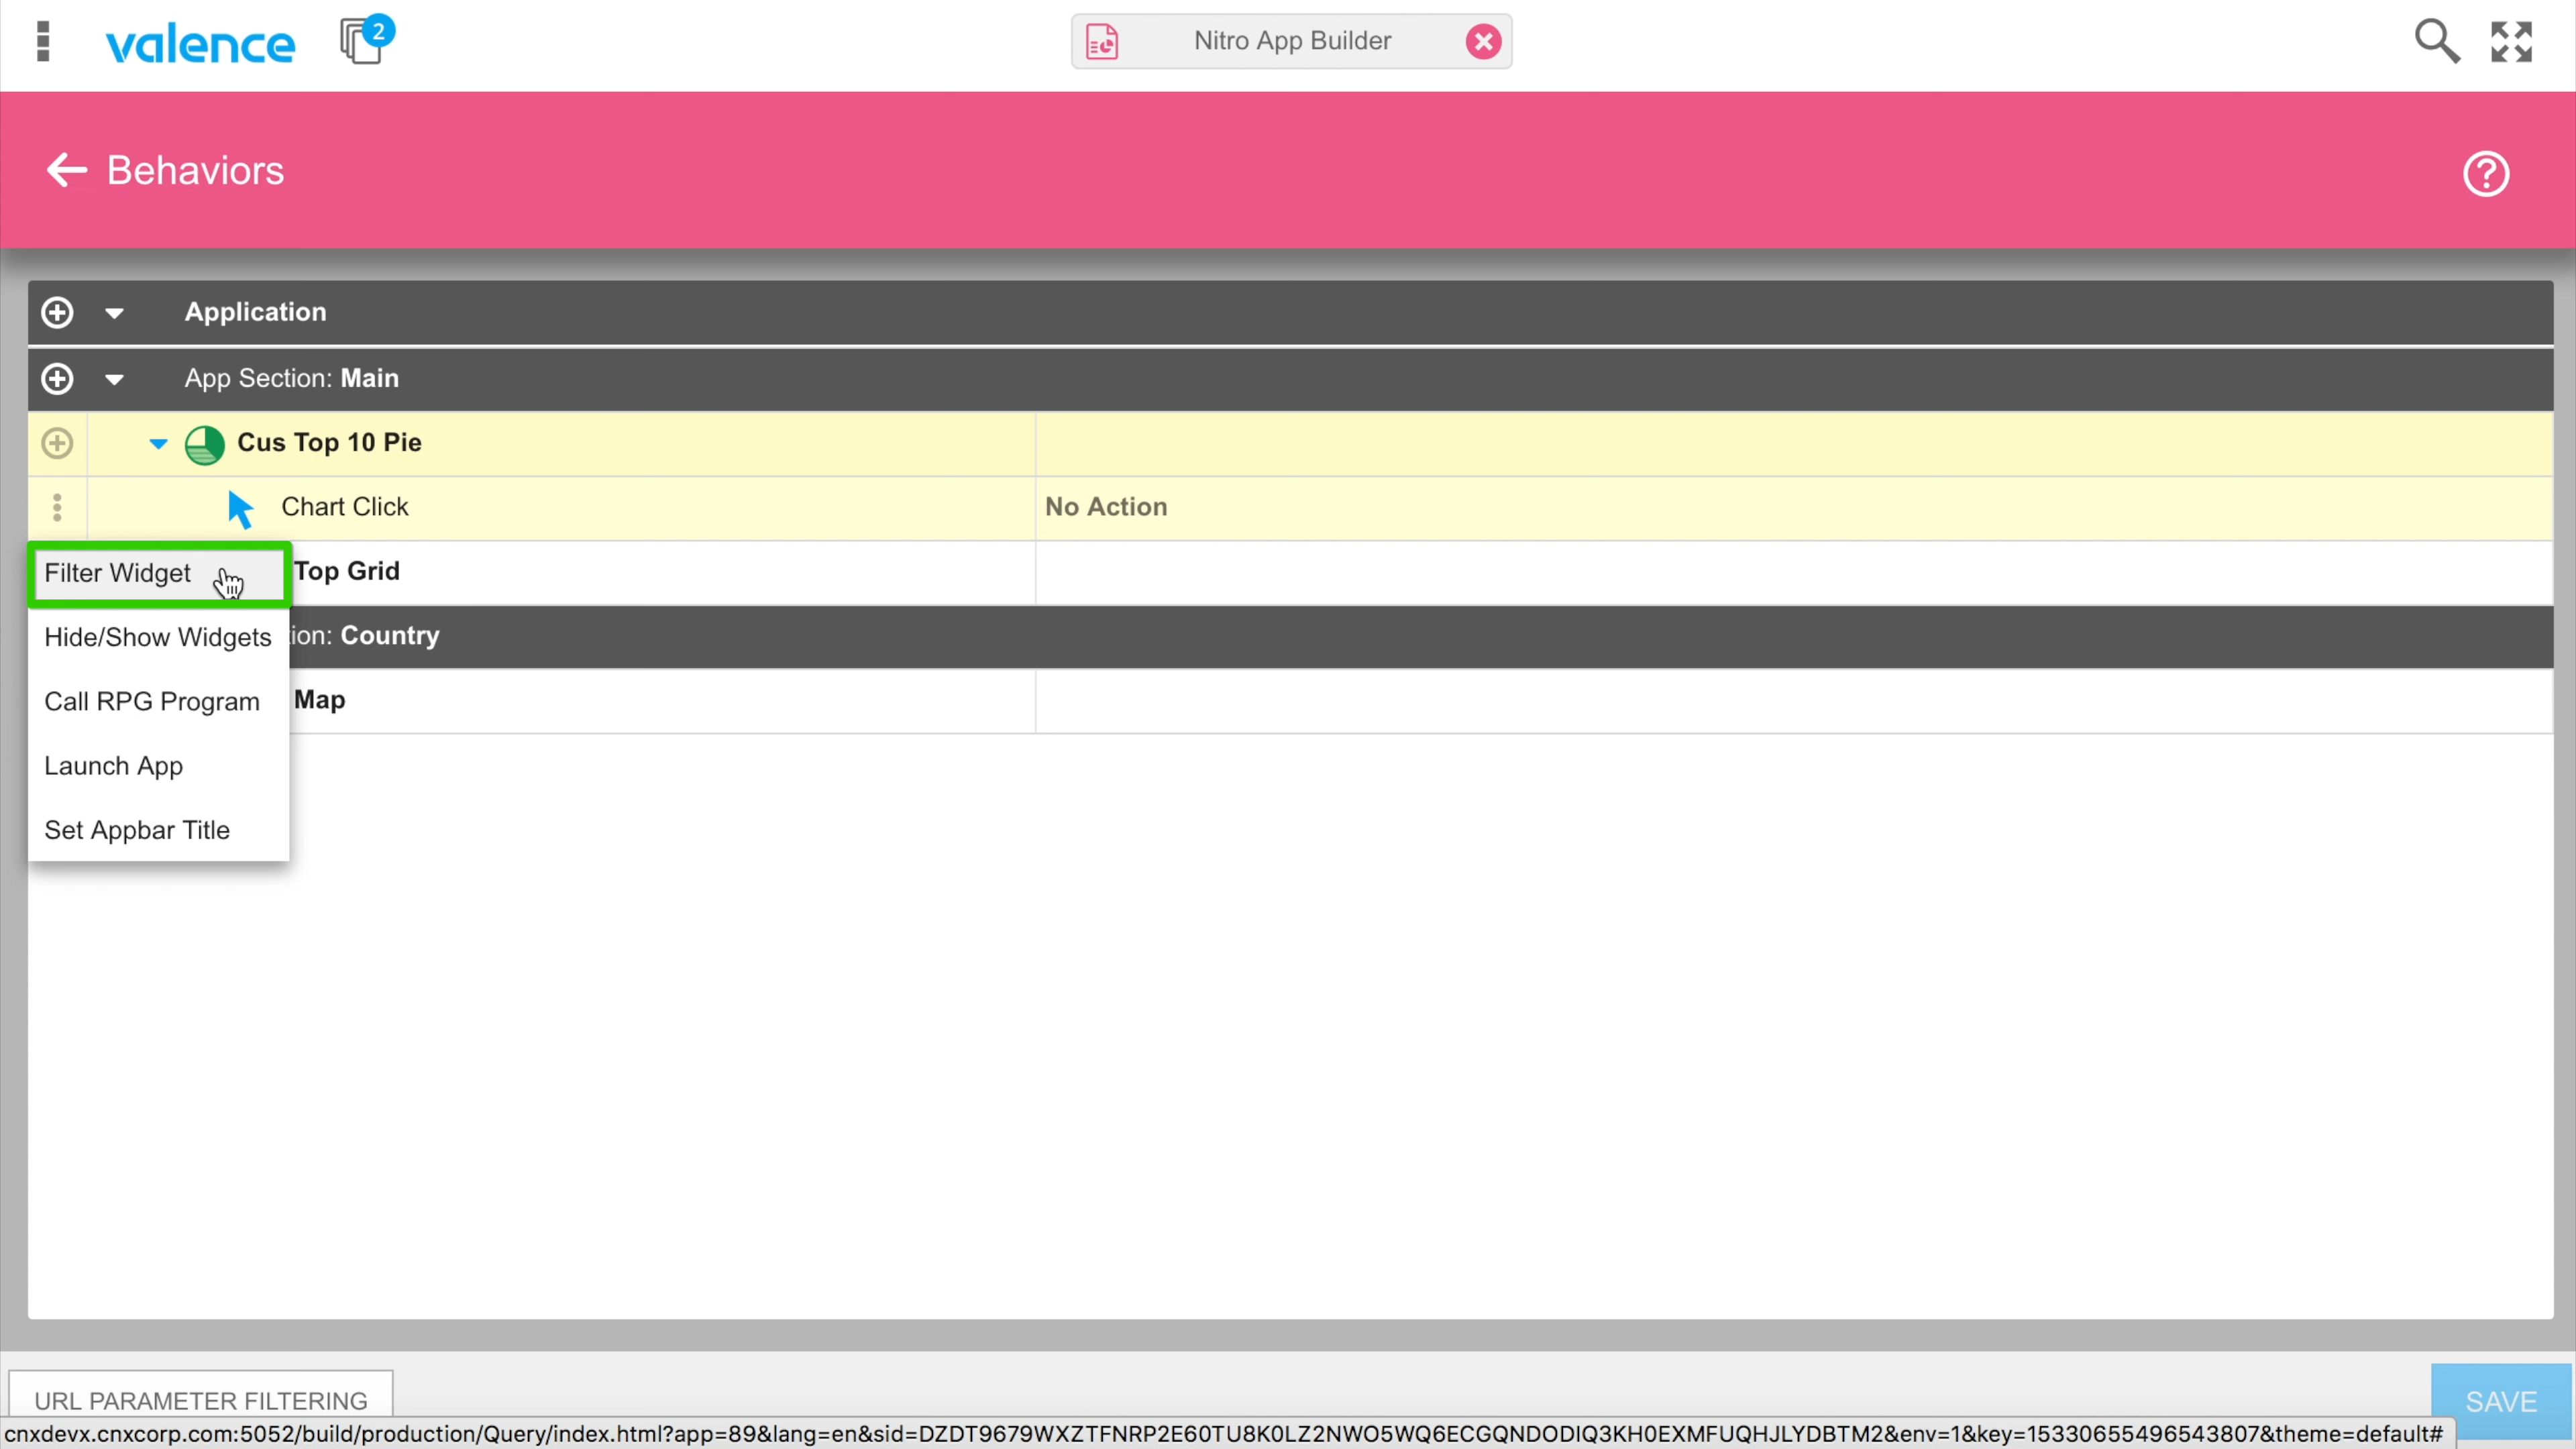 valence
2
Nitro App Builder
Behaviors
Application
App Section: Main
Cus Top 10 Pie
Chart Click
No Action
Filter Widget
Top Grid
Hide/Show Widgets
ion: Country
Call RPG Program
Map
Launch App
Set Appbar Title
URL PARAMETER FILTERING
SAVE
cnxdevx.cnxcorp.com:5052/build/production/Query/index.html?app=89&lang=en&sid=DZDT9679WXZTFNRP2E60TU8K0LZ2NWO5WQ6ECGQNDODIQ3KH0EXMFUQHJLYDBTM2&env=1&key=15330655496543807&theme=default#